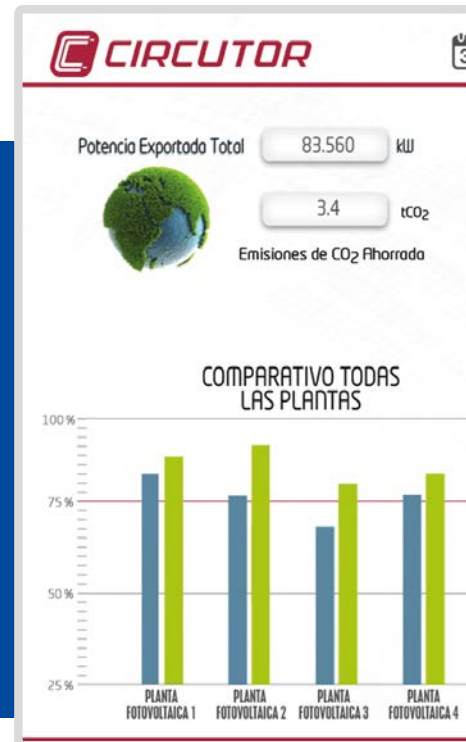 CIRCUTOR
Potencia Exportada Total 83.560 kW
3.4 tCO2
Emisiones de CO2 Ahorrada
COMPARATIVO TODAS
LAS PLANTAS
100%
75%
50%
25%
PLANTA FOTOVOLTAICA 1
PLANTA FOTOVOLTAICA 2
PLANTA FOTOVOLTAICA 3
PLANTA FOTOVOLTAICA 4